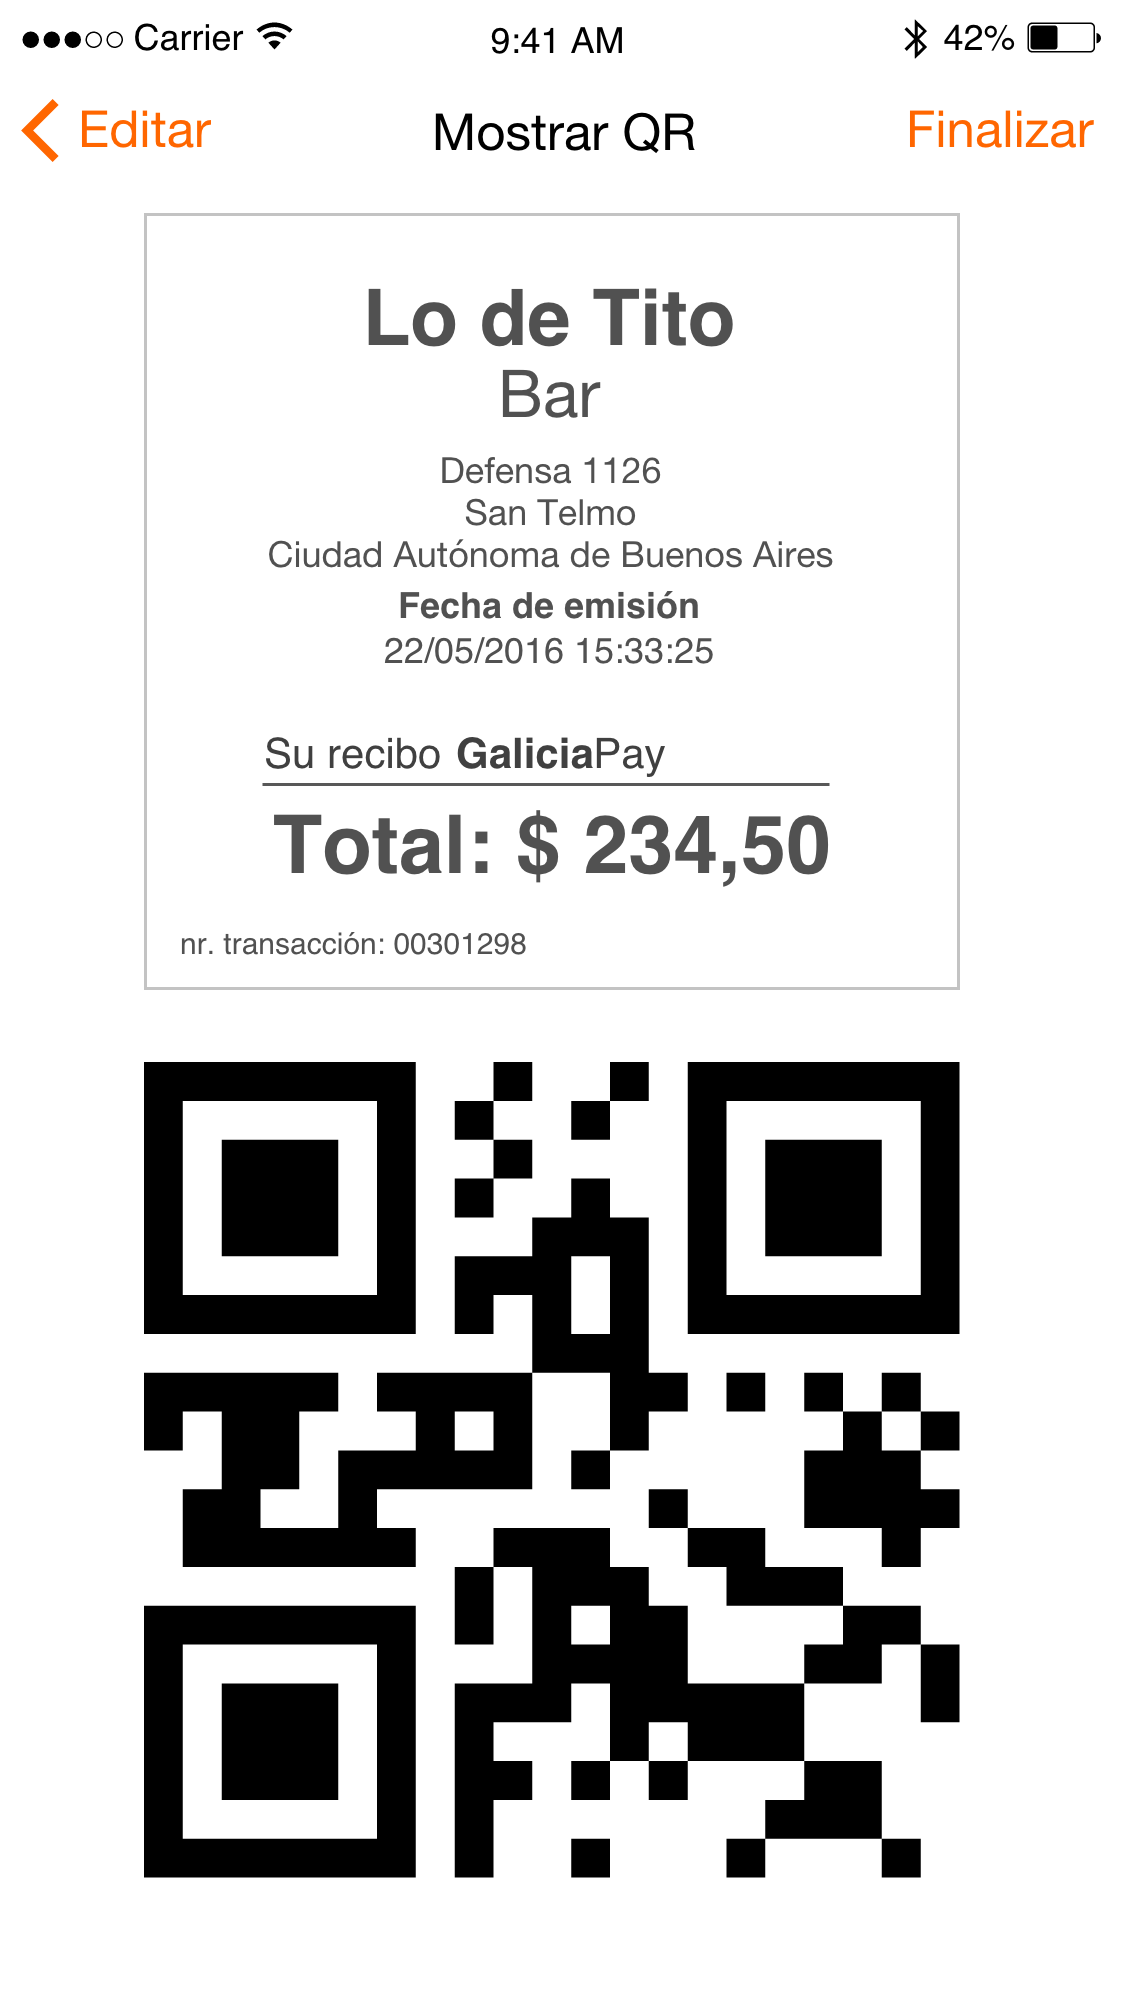 Carrier 9:41 AM 42%
Editar Mostrar QR Finalizar
Lo de Tito
Bar
Defensa 1126
San Telmo
Ciudad Autónoma de Buenos Aires
Fecha de emisión
22/05/2016 15:33:25
Su recibo GaliciaPay
Total: $ 234,50
nr. transacción: 00301298